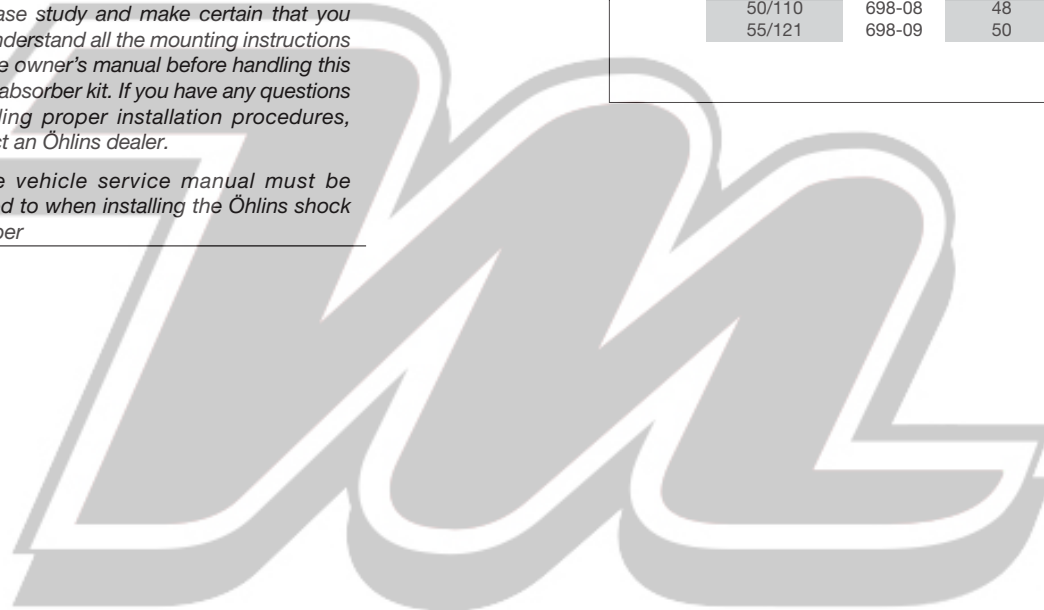 ase study and make certain that you
nderstand all the mounting instructions
e owner's manual before handling this
absorber kit. If you have any questions
ling proper installation procedures,
ct an Öhlins dealer.
e vehicle service manual must be
d to when installing the Öhlins shock
ber
50/110 698-08 48
55/121 698-09 50